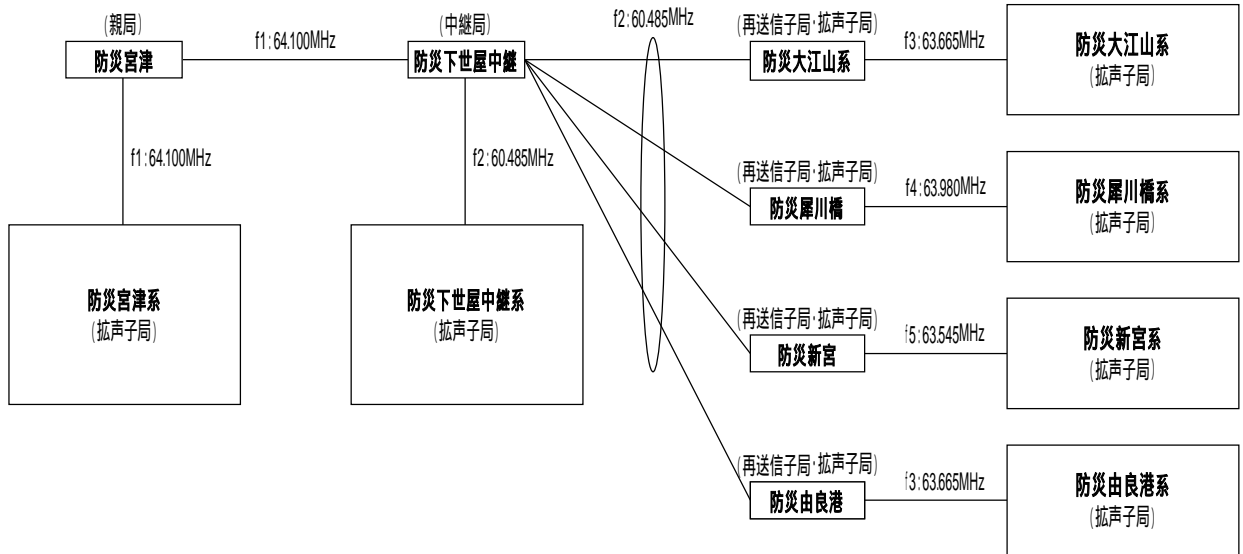 (親局)
防災宮津
f1:64.100MHz
(中継局)
防災下世屋中継
f2:60.485MHz
(再送信子局・拡声子局)
防災大江山系
f3:63.665MHz
防災大江山系
(拡声子局)
f1:64.100MHz
f2:60.485MHz
(再送信子局・拡声子局)
防災犀川橋
f4:63.980MHz
防災犀川橋系
(拡声子局)
防災宮津系
(拡声子局)
防災下世屋中継系
(拡声子局)
(再送信子局・拡声子局)
防災新宮
f5:63.545MHz
防災新宮系
(拡声子局)
(再送信子局・拡声子局)
防災由良港
f3:63.665MHz
防災由良港系
(拡声子局)